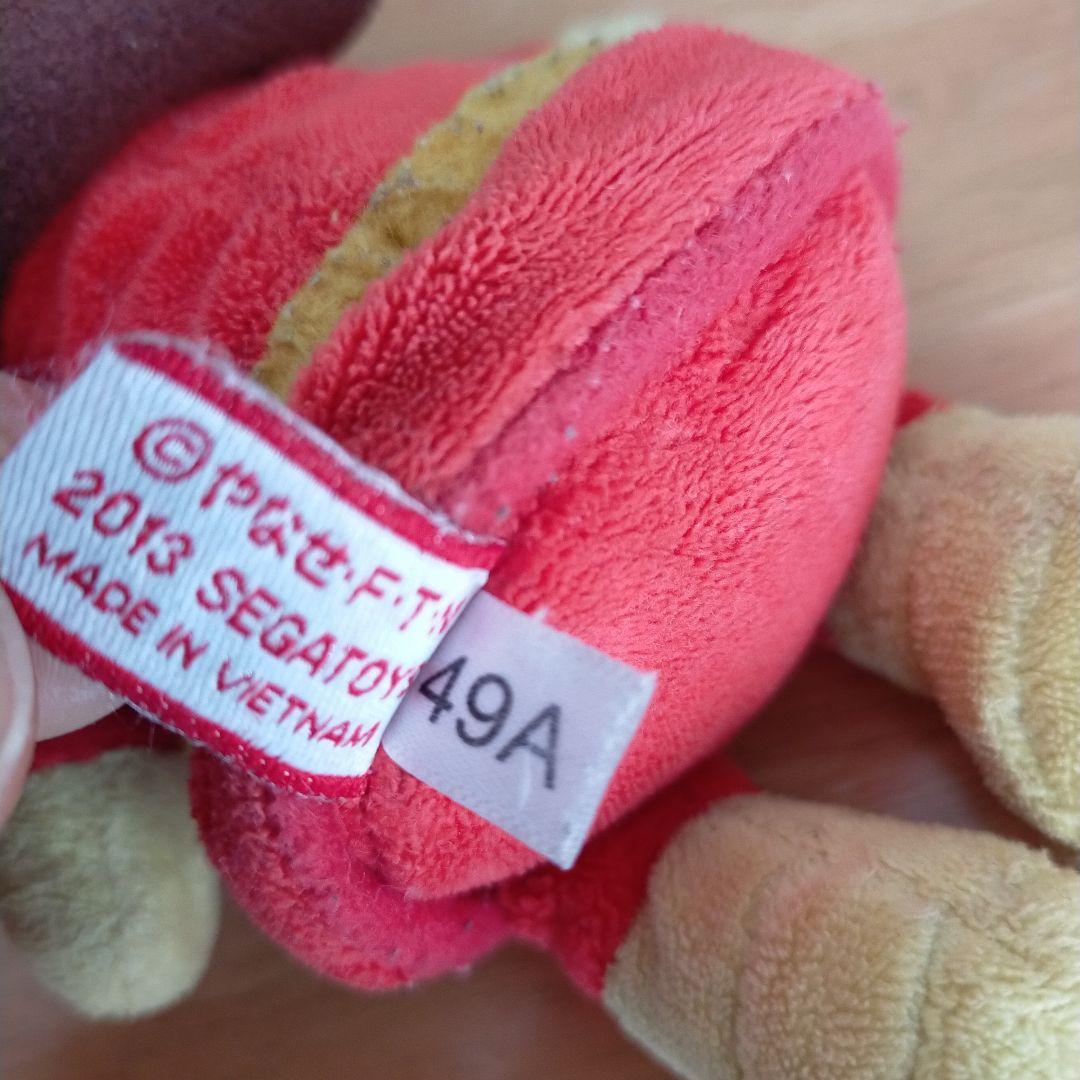 ©やなせ・F・T・N
2013 SEGATOYS
MADE IN VIETNAM
49A